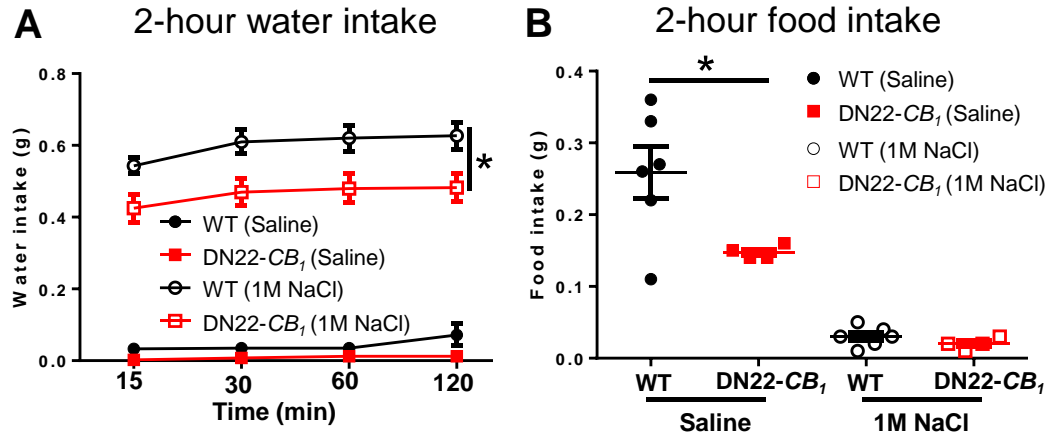 A 2-hour water intake
Water intake (g)
0.8
0.6
0.4
0.2
0.0
*
WT (Saline)
DN22-CB₁ (Saline)
WT (1M NaCl)
DN22-CB₁ (1M NaCl)
15 30 60 120
Time (min)
B 2-hour food intake
Food intake (g)
0.4
0.3
0.2
0.1
0.0
*
WT (Saline)
DN22-CB₁ (Saline)
WT (1M NaCl)
DN22-CB₁ (1M NaCl)
WT DN22-CB₁ WT DN22-CB₁
Saline 1M NaCl